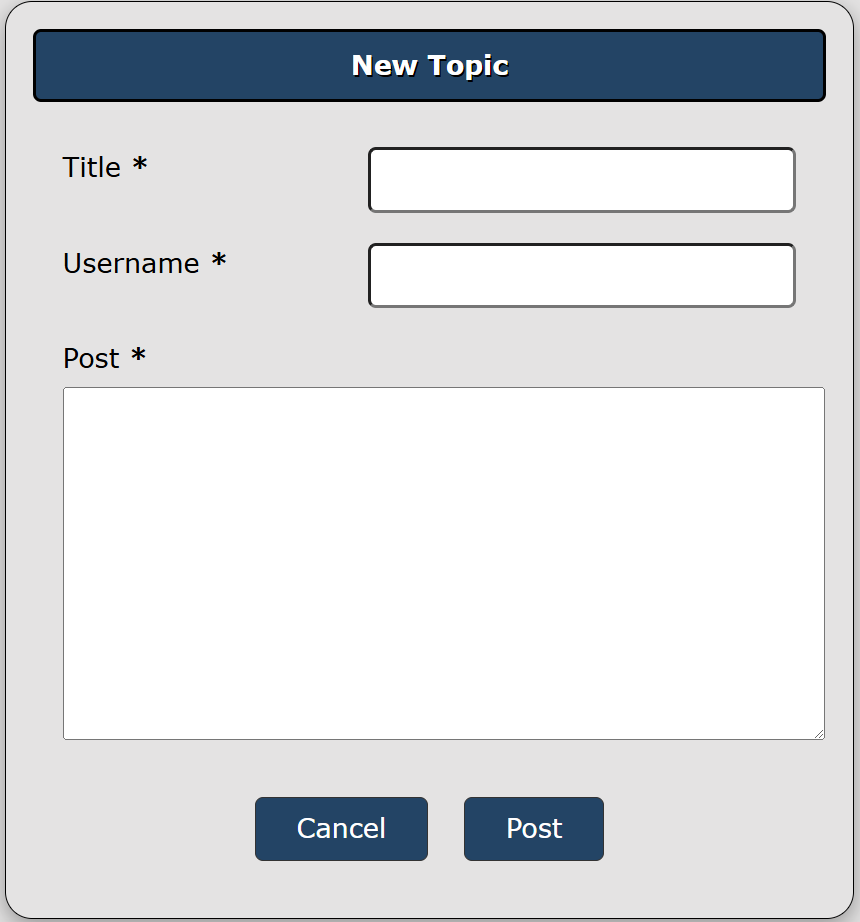 New Topic
Title *
Username *
Post *
Cancel Post